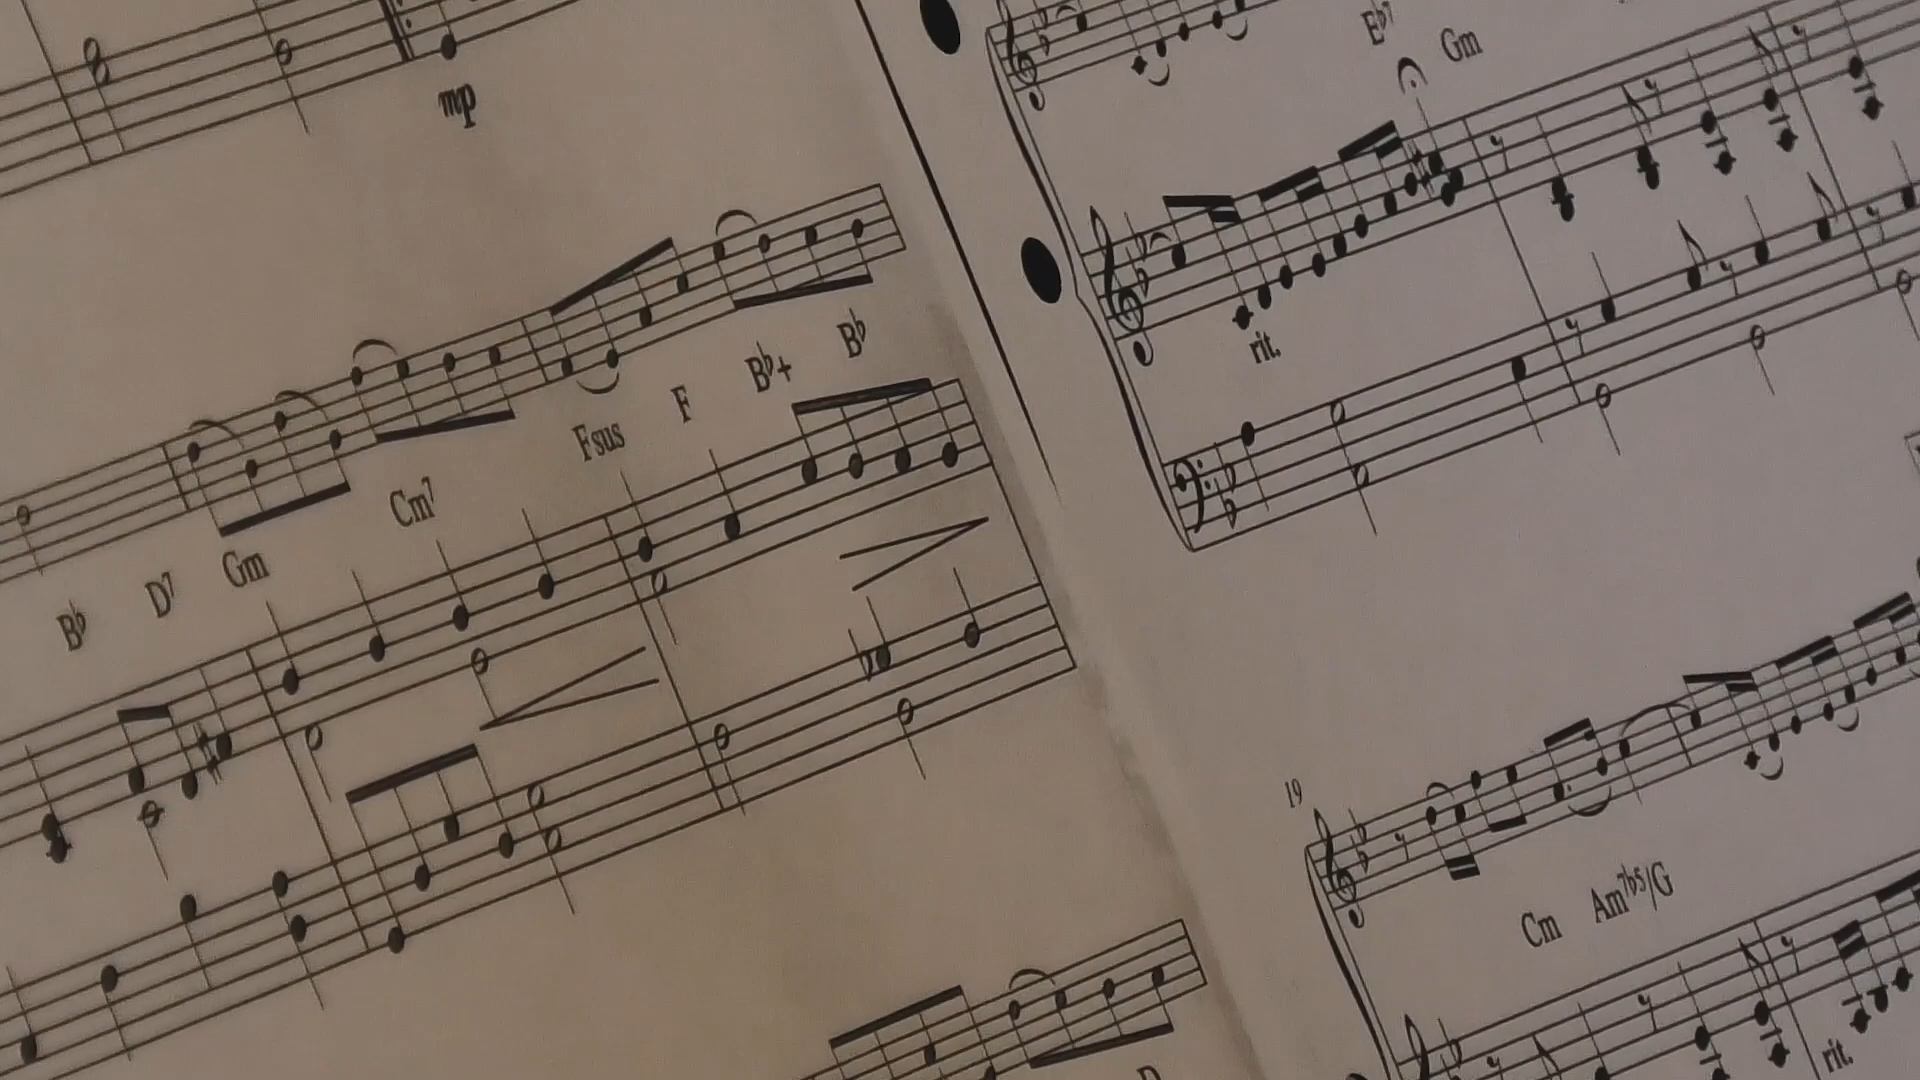 mp
B♭ D7 Gm Cm7 Fsus F B♭+ B♭
E♭7 Gm
rit.
19
Cm Am7♭5/G
rit.